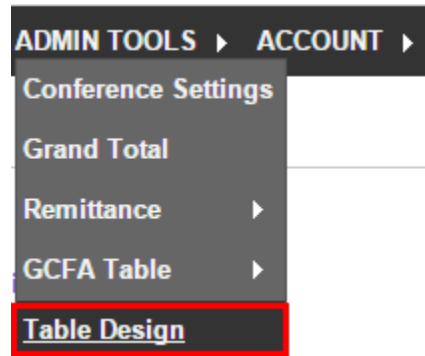 ADMIN TOOLS ACCOUNT
Conference Settings
Grand Total
Remittance
GCFA Table
Table Design